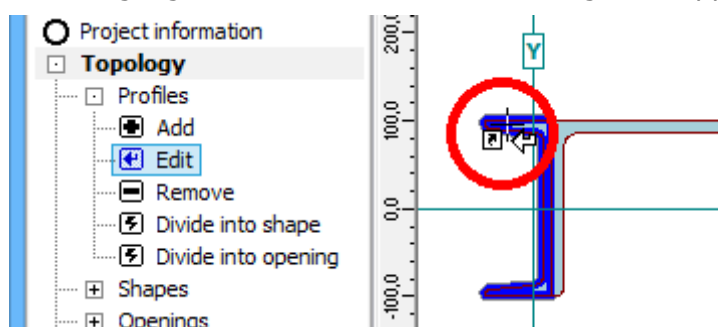 Project information
Topology
Profiles
Add
Edit
Remove
Divide into shape
Divide into opening
Shapes
Openings
200,0
Y
100,0
0,0
-100,0